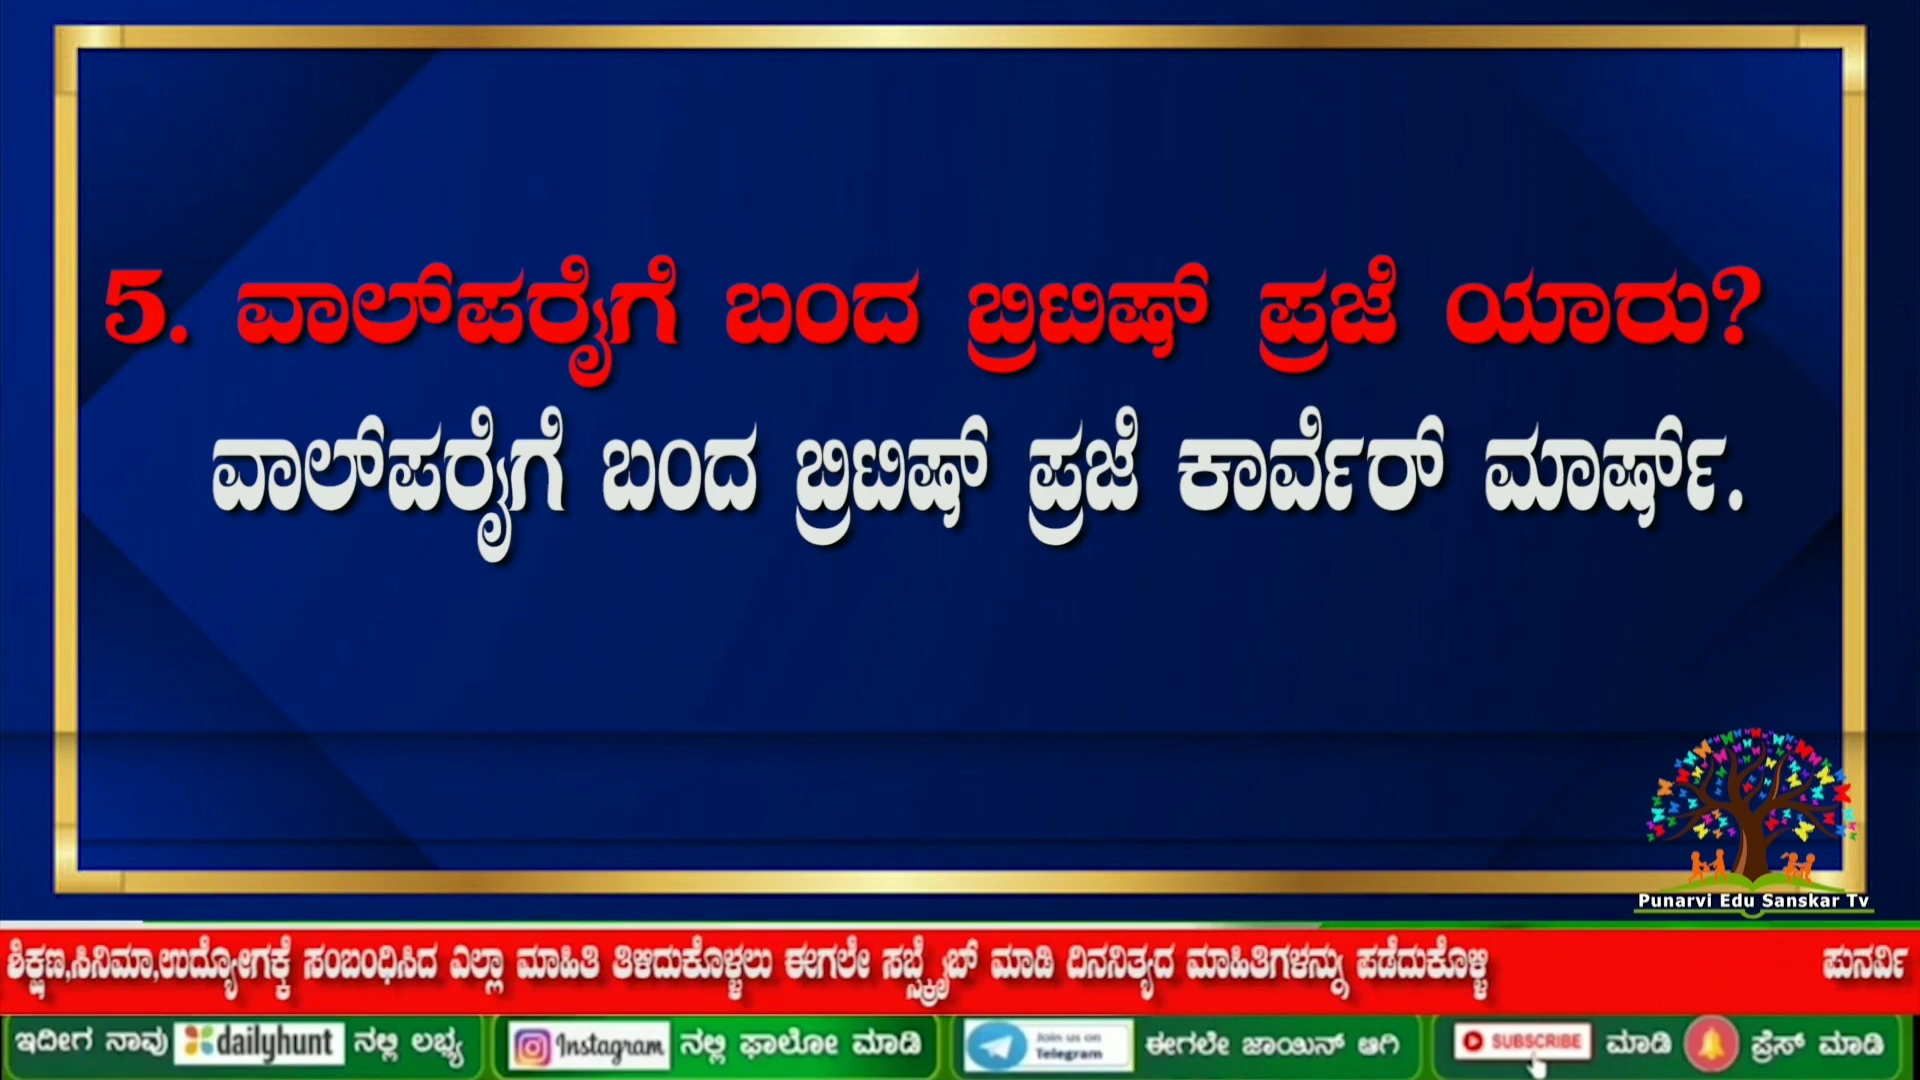 5. ವಾಲ್‌ಪರೈಗೆ ಬಂದ ಬ್ರಿಟಿಷ್ ಪ್ರಜೆ ಯಾರು?
ವಾಲ್‌ಪರೈಗೆ ಬಂದ ಬ್ರಿಟಿಷ್ ಪ್ರಜೆ ಕಾರ್ವೆರ್ ಮಾರ್ಷ್.
Punarvi Edu Sanskar Tv
ಶಿಕ್ಷಣ,ಸಿನಿಮಾ,ಉದ್ಯೋಗಕ್ಕೆ ಸಂಬಂಧಿಸಿದ ಎಲ್ಲಾ ಮಾಹಿತಿ ತಿಳಿದುಕೊಳ್ಳಲು ಈಗಲೇ ಸಬ್ಸ್ಕ್ರೈಬ್ ಮಾಡಿ ದಿನನಿತ್ಯದ ಮಾಹಿತಿಗಳನ್ನು ಪಡೆದುಕೊಳ್ಳಿ ಪುನರ್ವಿ
ಇದೀಗ ನಾವು dailyhunt ನಲ್ಲಿ ಲಭ್ಯ Instagram ನಲ್ಲಿ ಫಾಲೋ ಮಾಡಿ Join us on Telegram ಈಗಲೇ ಜಾಯಿನ್ ಆಗಿ SUBSCRIBE ಮಾಡಿ ಪ್ರೆಸ್ ಮಾಡಿ